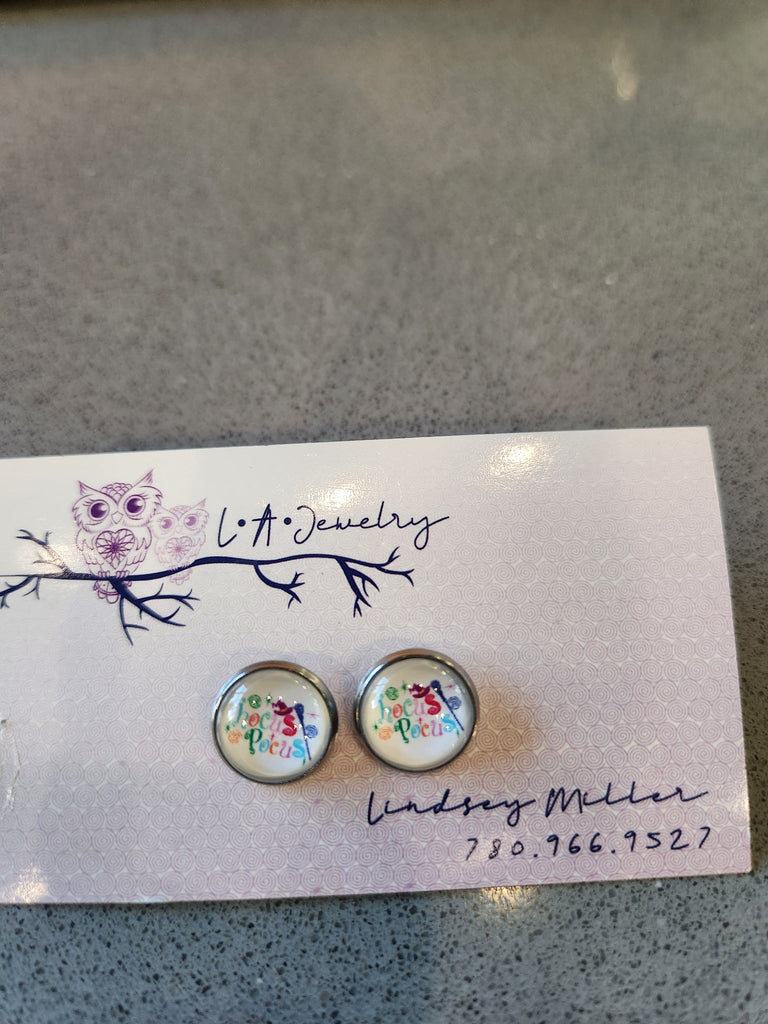 L•A•Jewelry
hocus
Pocus
hocus
Pocus
Lindsey Miller
780.966.9527